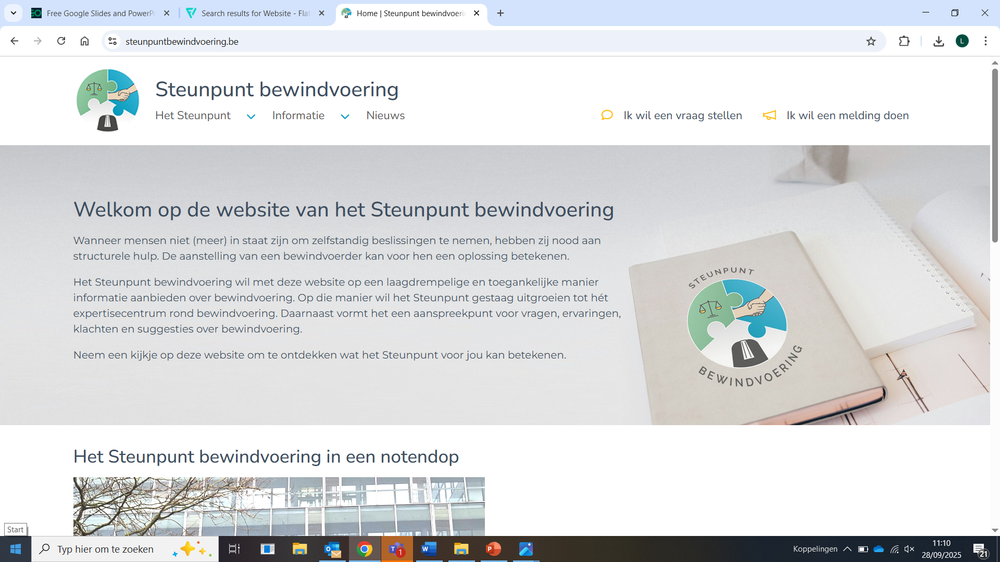 Free Google Slides and PowerP
Search results for Website - Fla
Home | Steunpunt bewindvoeri
steunpuntbewindvoering.be
L
Steunpunt bewindvoering
Het Steunpunt
Informatie
Nieuws
Ik wil een vraag stellen
Ik wil een melding doen
Welkom op de website van het Steunpunt bewindvoering
Wanneer mensen niet (meer) in staat zijn om zelfstandig beslissingen te nemen, hebben zij nood aan
structurele hulp. De aanstelling van een bewindvoerder kan voor hen een oplossing betekenen.
Het Steunpunt bewindvoering wil met deze website op een laagdrempelige en toegankelijke manier
informatie aanbieden over bewindvoering. Op die manier wil het Steunpunt gestaag uitgroeien tot hét
expertisecentrum rond bewindvoering. Daarnaast vormt het een aanspreekpunt voor vragen, ervaringen,
klachten en suggesties over bewindvoering.
Neem een kijkje op deze website om te ontdekken wat het Steunpunt voor jou kan betekenen.
STEUNPUNT
BEWINDVOERING
Het Steunpunt bewindvoering in een notendop
Start
Typ hier om te zoeken
Koppelingen
11:10
28/09/2025
21